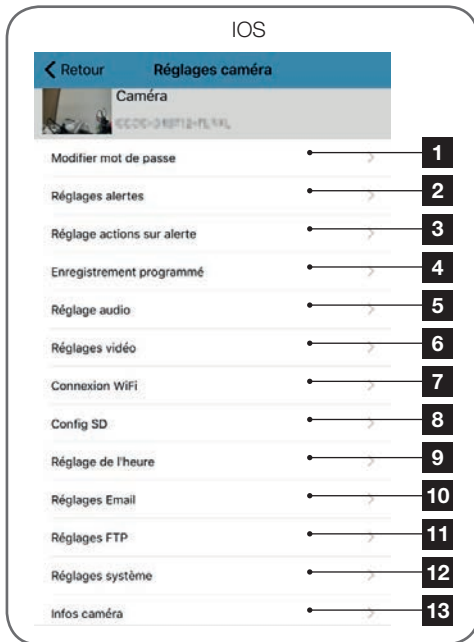 IOS
Retour Réglages caméra
Caméra
Modifier mot de passe 1
Réglages alertes 2
Réglage actions sur alerte 3
Enregistrement programmé 4
Réglage audio 5
Réglages vidéo 6
Connexion WiFi 7
Config SD 8
Réglage de l'heure 9
Réglages Email 10
Réglages FTP 11
Réglages système 12
Infos caméra 13